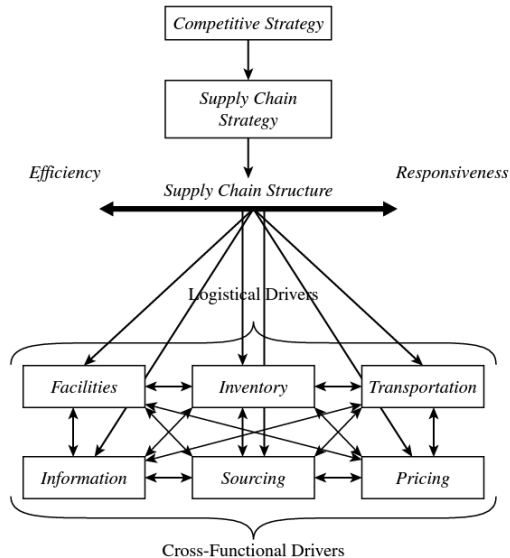 Competitive Strategy
Supply Chain
Strategy
Efficiency
Responsiveness
Supply Chain Structure
Logistical Drivers
Facilities
Inventory
Transportation
Information
Sourcing
Pricing
Cross-Functional Drivers